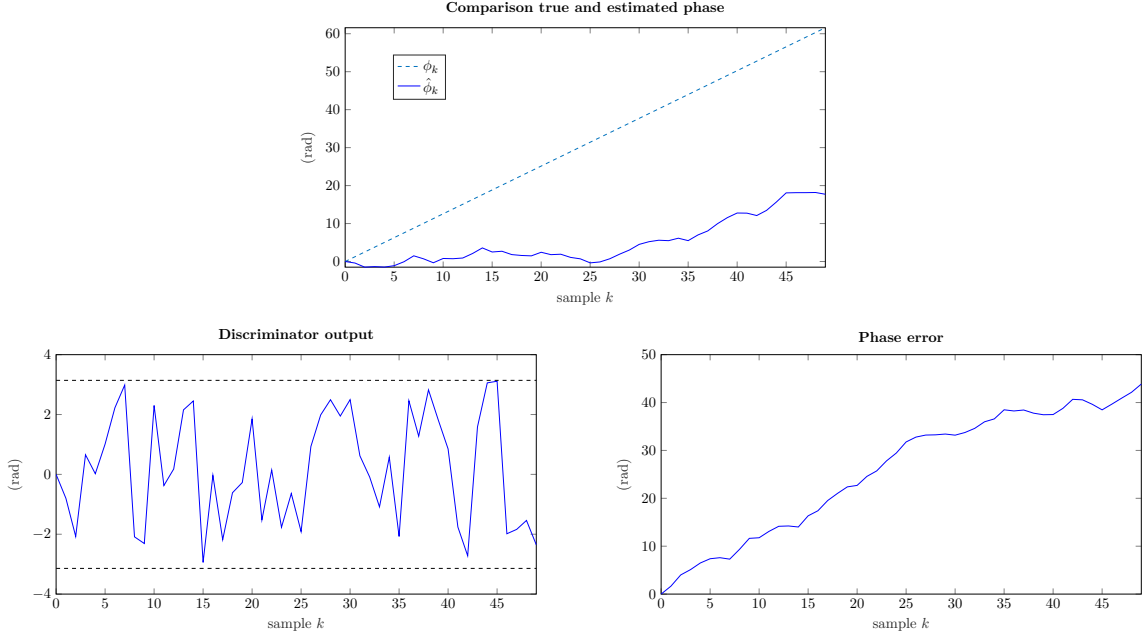 Comparison true and estimated phase
60
50
40
30
20
10
0
(rad)
ϕ_k
ϕ̂_k
0 5 10 15 20 25 30 35 40 45
sample k
Discriminator output
4
2
0
−2
−4
(rad)
0 5 10 15 20 25 30 35 40 45
sample k
Phase error
50
40
30
20
10
0
(rad)
0 5 10 15 20 25 30 35 40 45
sample k